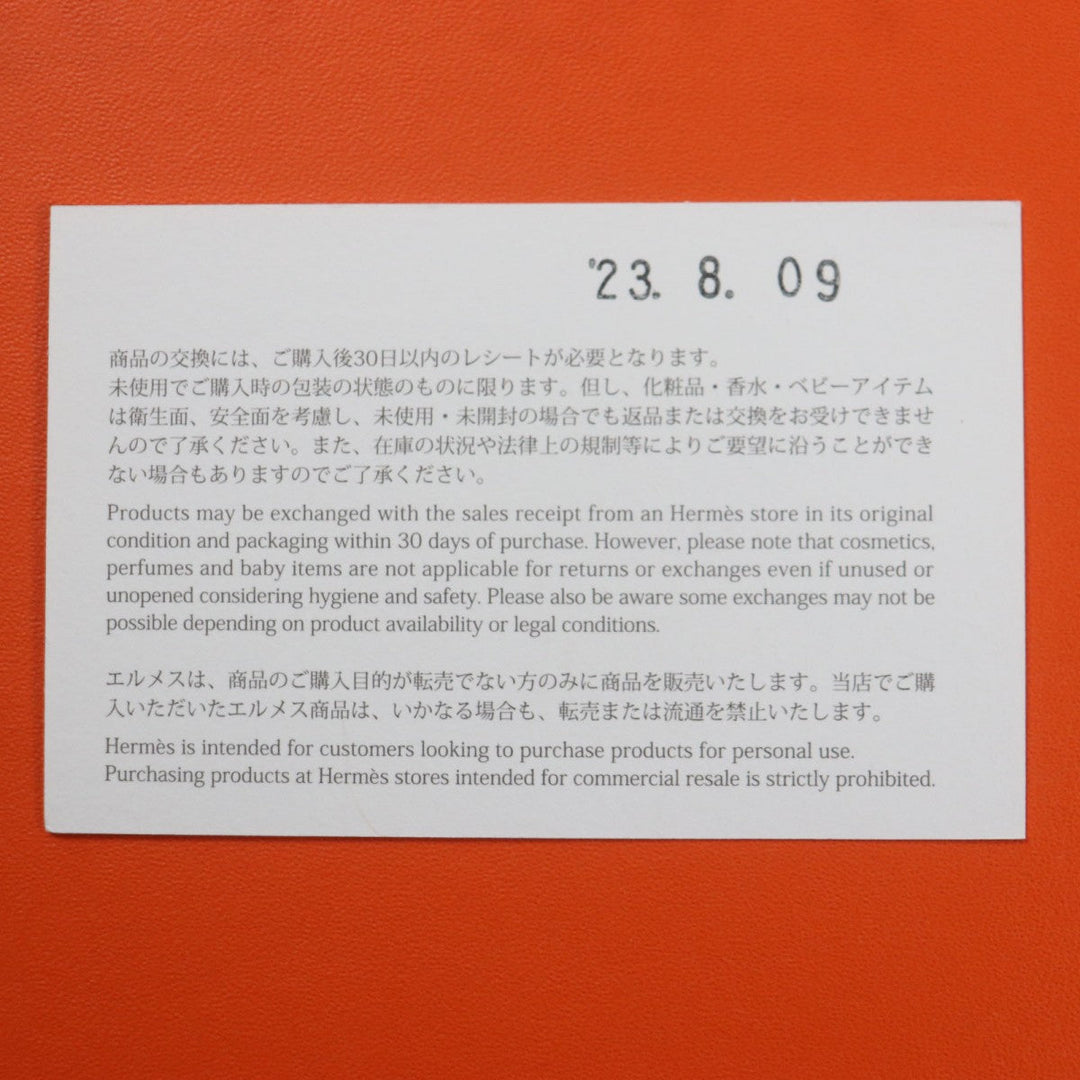 '23. 8. 09
商品の交換には、ご購入後30日以内のレシートが必要となります。
未使用でご購入時の包装の状態のものに限ります。但し、化粧品・香水・ベビーアイテム
は衛生面、安全面を考慮し、未使用・未開封の場合でも返品または交換をお受けできませ
んので了承ください。また、在庫の状況や法律上の規制等によりご要望に沿うことができ
ない場合もありますのでご了承ください。
Products may be exchanged with the sales receipt from an Hermès store in its original
condition and packaging within 30 days of purchase. However, please note that cosmetics,
perfumes and baby items are not applicable for returns or exchanges even if unused or
unopened considering hygiene and safety. Please also be aware some exchanges may not be
possible depending on product availability or legal conditions.
エルメスは、商品のご購入目的が転売でない方のみに商品を販売いたします。当店でご購
入いただいたエルメス商品は、いかなる場合も、転売または流通を禁止いたします。
Hermès is intended for customers looking to purchase products for personal use.
Purchasing products at Hermès stores intended for commercial resale is strictly prohibited.